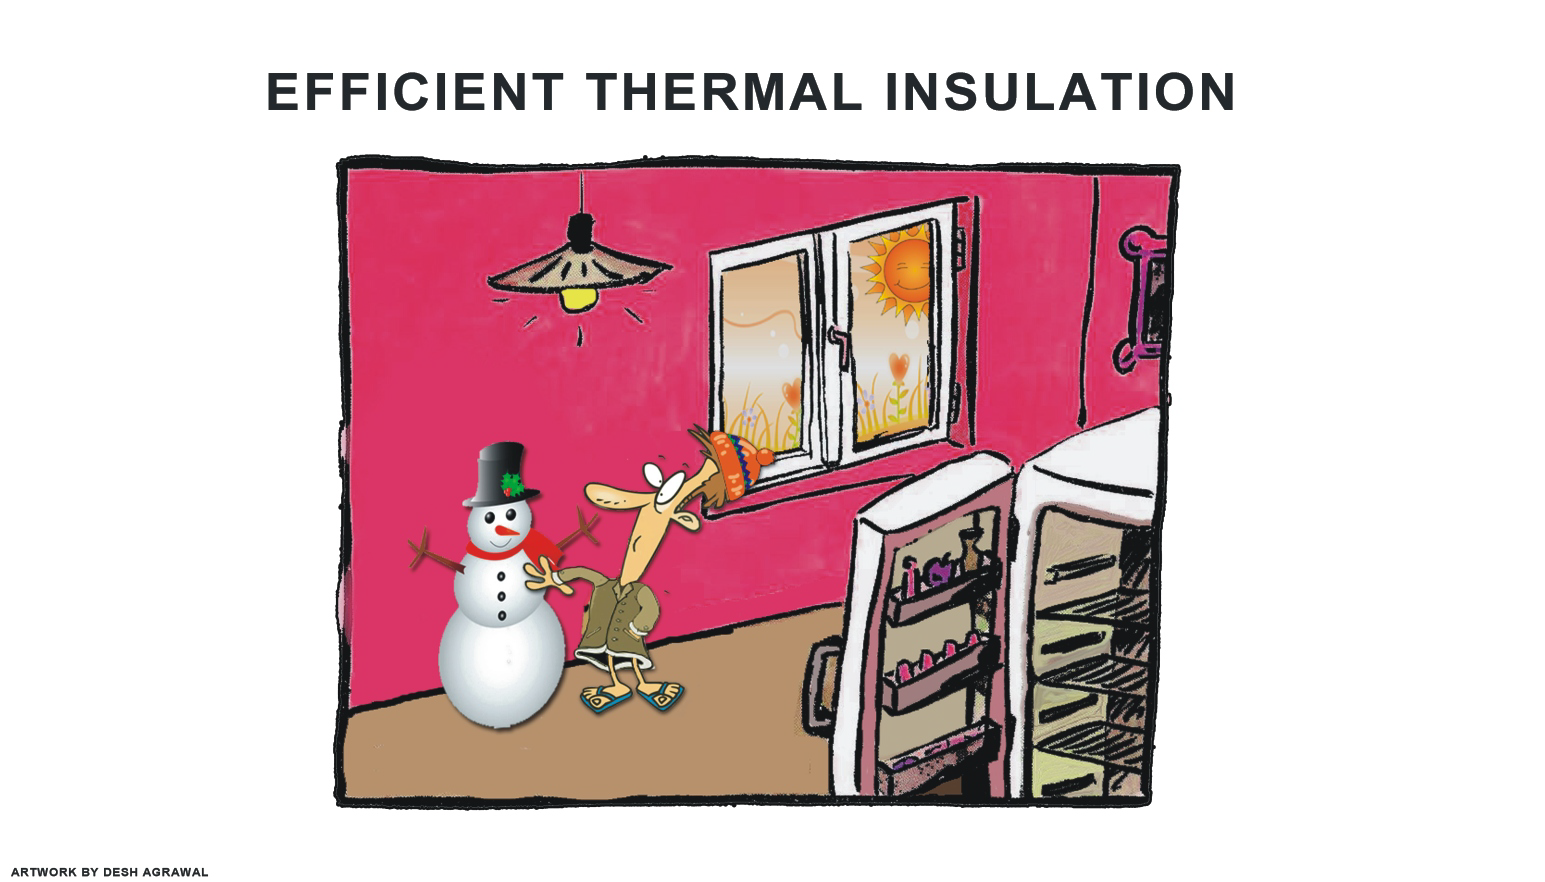 EFFICIENT THERMAL INSULATION
ARTWORK BY DESH AGRAWAL